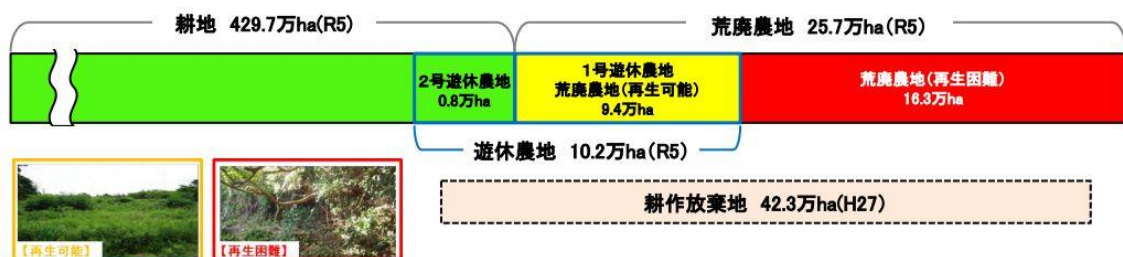 耕地 429.7万ha(R5)
荒廃農地 25.7万ha(R5)
2号遊休農地
0.8万ha
1号遊休農地
荒廃農地(再生可能)
9.4万ha
荒廃農地(再生困難)
16.3万ha
遊休農地 10.2万ha(R5)
耕作放棄地 42.3万ha(H27)
【再生可能】
【再生困難】